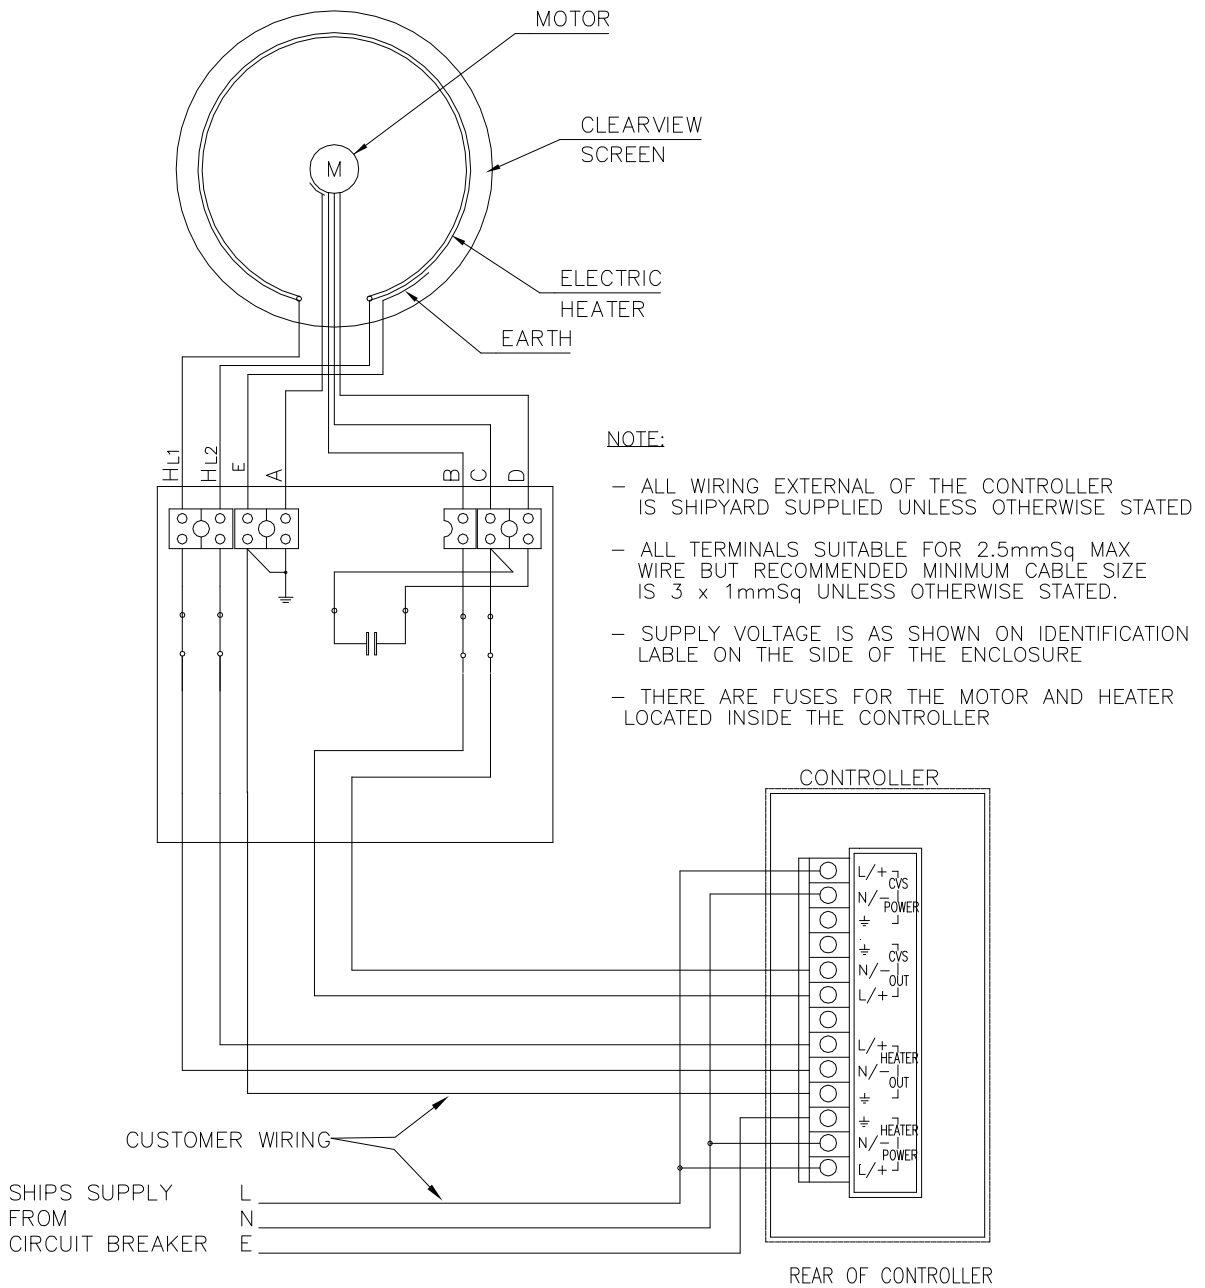 MOTOR
CLEARVIEW
SCREEN
M
ELECTRIC
HEATER
EARTH
HL1
HL2
E
A
B
C
D
NOTE:
- ALL WIRING EXTERNAL OF THE CONTROLLER
IS SHIPYARD SUPPLIED UNLESS OTHERWISE STATED
- ALL TERMINALS SUITABLE FOR 2.5mmSq MAX
WIRE BUT RECOMMENDED MINIMUM CABLE SIZE
IS 3 x 1mmSq UNLESS OTHERWISE STATED.
- SUPPLY VOLTAGE IS AS SHOWN ON IDENTIFICATION
LABLE ON THE SIDE OF THE ENCLOSURE
- THERE ARE FUSES FOR THE MOTOR AND HEATER
LOCATED INSIDE THE CONTROLLER
CONTROLLER
L/+
CVS
N/-
POWER
CVS
N/-
OUT
L/+
L/+
HEATER
N/-
OUT
HEATER
N/-
POWER
L/+
CUSTOMER WIRING
SHIPS SUPPLY L
FROM N
CIRCUIT BREAKER E
REAR OF CONTROLLER